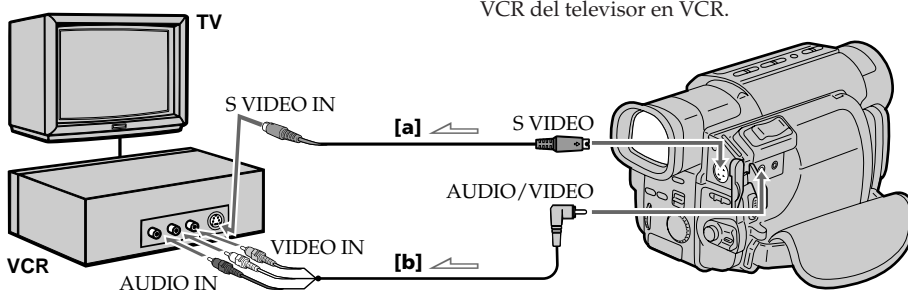 VCR del televisor en VCR.
TV
S VIDEO IN
[a]
S VIDEO
AUDIO/VIDEO
VIDEO IN
VCR
[b]
AUDIO IN